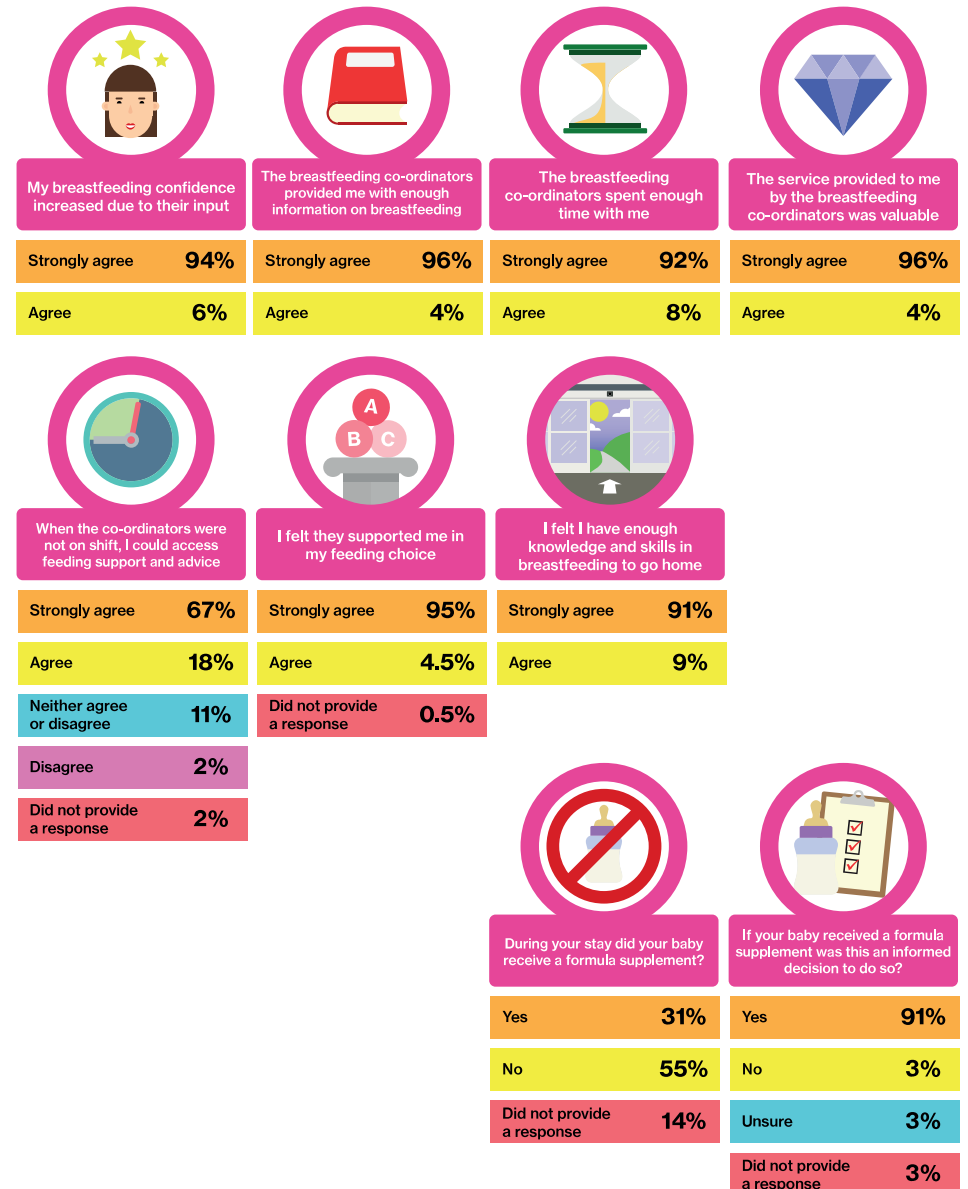 My breastfeeding confidence
increased due to their input
Strongly agree 94%
Agree 6%
The breastfeeding co-ordinators
provided me with enough
information on breastfeeding
Strongly agree 96%
Agree 4%
The breastfeeding
co-ordinators spent enough
time with me
Strongly agree 92%
Agree 8%
The service provided to me
by the breastfeeding
co-ordinators was valuable
Strongly agree 96%
Agree 4%
When the co-ordinators were
not on shift, I could access
feeding support and advice
Strongly agree 67%
Agree 18%
Neither agree
or disagree 11%
Disagree 2%
Did not provide
a response 2%
A
B C
I felt they supported me in
my feeding choice
Strongly agree 95%
Agree 4.5%
Did not provide
a response 0.5%
I felt I have enough
knowledge and skills in
breastfeeding to go home
Strongly agree 91%
Agree 9%
During your stay did your baby
receive a formula supplement?
Yes 31%
No 55%
Did not provide
a response 14%
If your baby received a formula
supplement was this an informed
decision to do so?
Yes 91%
No 3%
Unsure 3%
Did not provide
a response 3%